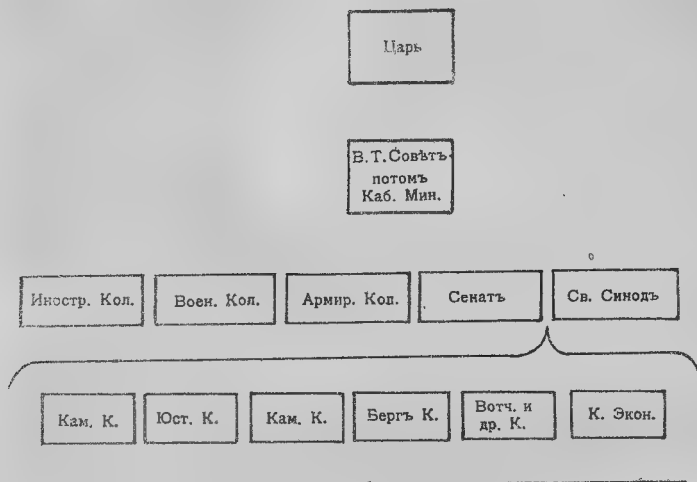 Царь
В.Т.Совѣтъ
потомъ
Каб. Мин.
Иностр. Кол.
Воен. Кол.
Армир. Кол.
Сенатъ
Св. Синодъ
Кам. К.
Юст. К.
Кам. К.
Бергъ К.
Вотч. и
др. К.
К. Экон.